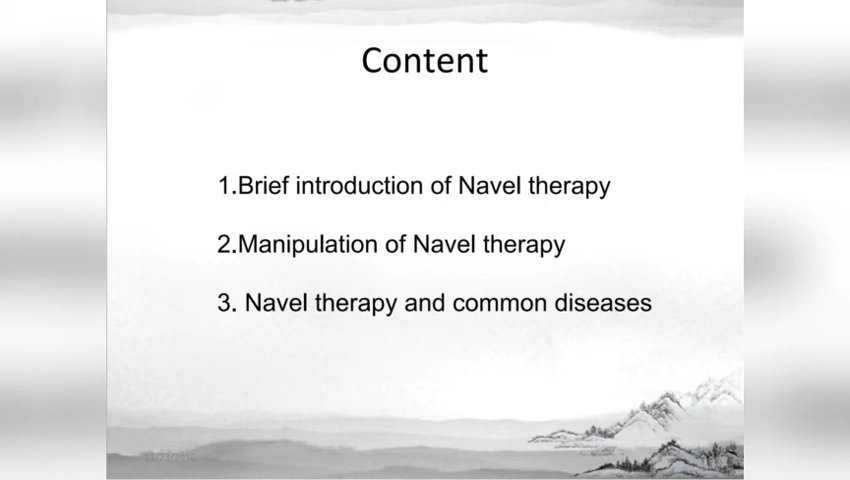 Content
1.Brief introduction of Navel therapy
2.Manipulation of Navel therapy
3. Navel therapy and common diseases